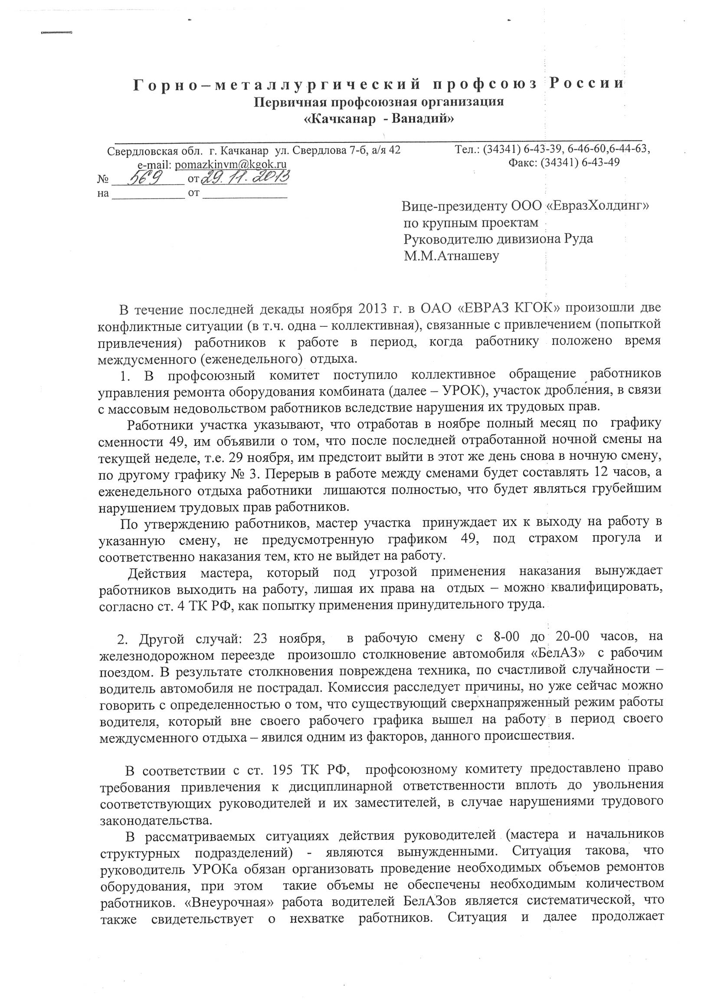 Горно–металлургический профсоюз России
Первичная профсоюзная организация
«Качканар - Ванадий»
Свердловская обл. г. Качканар ул. Свердлова 7-б, а/я 42
Тел.: (34341) 6-43-39, 6-46-60,6-44-63,
e-mail: pomazkinvm@kgok.ru
Факс: (34341) 6-43-49
№ 569 от 29.11.2013
на ____________ от ______________
Вице-президенту ООО «ЕвразХолдинг»
по крупным проектам
Руководителю дивизиона Руда
М.М.Атнашеву
В течение последней декады ноября 2013 г. в ОАО «ЕВРАЗ КГОК» произошли две
конфликтные ситуации (в т.ч. одна – коллективная), связанные с привлечением (попыткой
привлечения) работников к работе в период, когда работнику положено время
междусменного (еженедельного) отдыха.
1. В профсоюзный комитет поступило коллективное обращение работников
управления ремонта оборудования комбината (далее – УРОК), участок дробления, в связи
с массовым недовольством работников вследствие нарушения их трудовых прав.
Работники участка указывают, что отработав в ноябре полный месяц по графику
сменности 49, им объявили о том, что после последней отработанной ночной смены на
текущей неделе, т.е. 29 ноября, им предстоит выйти в этот же день снова в ночную смену,
по другому графику № 3. Перерыв в работе между сменами будет составлять 12 часов, а
еженедельного отдыха работники лишаются полностью, что будет являться грубейшим
нарушением трудовых прав работников.
По утверждению работников, мастер участка принуждает их к выходу на работу в
указанную смену, не предусмотренную графиком 49, под страхом прогула и
соответственно наказания тем, кто не выйдет на работу.
Действия мастера, который под угрозой применения наказания вынуждает
работников выходить на работу, лишая их права на отдых – можно квалифицировать,
согласно ст. 4 ТК РФ, как попытку применения принудительного труда.
2. Другой случай: 23 ноября, в рабочую смену с 8-00 до 20-00 часов, на
железнодорожном переезде произошло столкновение автомобиля «БелАЗ» с рабочим
поездом. В результате столкновения повреждена техника, по счастливой случайности –
водитель автомобиля не пострадал. Комиссия расследует причины, но уже сейчас можно
говорить с определенностью о том, что существующий сверхнапряженный режим работы
водителя, который вне своего рабочего графика вышел на работу в период своего
междусменного отдыха – явился одним из факторов, данного происшествия.
В соответствии с ст. 195 ТК РФ, профсоюзному комитету предоставлено право
требования привлечения к дисциплинарной ответственности вплоть до увольнения
соответствующих руководителей и их заместителей, в случае нарушениями трудового
законодательства.
В рассматриваемых ситуациях действия руководителей (мастера и начальников
структурных подразделений) - являются вынужденными. Ситуация такова, что
руководитель УРОКа обязан организовать проведение необходимых объемов ремонтов
оборудования, при этом такие объемы не обеспечены необходимым количеством
работников. «Внеурочная» работа водителей БелАЗов является систематической, что
также свидетельствует о нехватке работников. Ситуация и далее продолжает